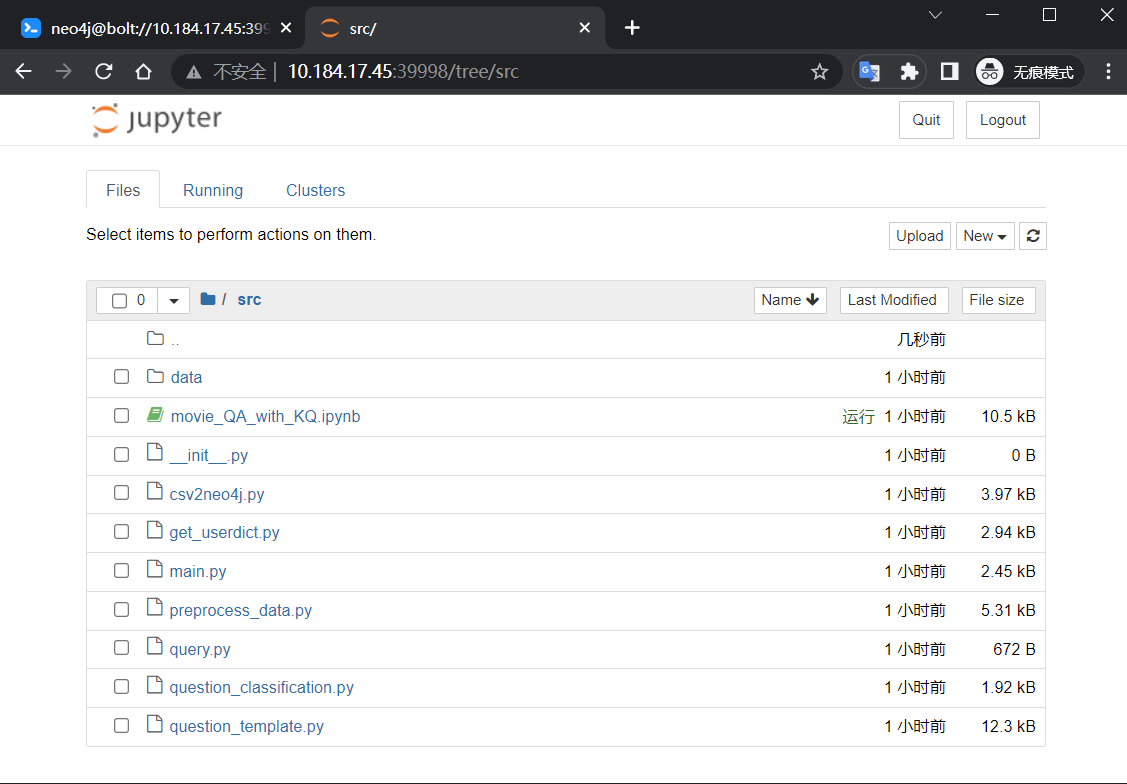 neo4j@bolt://10.184.17.45:399
src/
不安全 10.184.17.45:39998/tree/src 无痕模式
jupyter Quit Logout
Files Running Clusters
Select items to perform actions on them. Upload New
0 / src Name Last Modified File size
.. 几秒前
data 1 小时前
movie_QA_with_KQ.ipynb 运行 1 小时前 10.5 kB
__init__.py 1 小时前 0 B
csv2neo4j.py 1 小时前 3.97 kB
get_userdict.py 1 小时前 2.94 kB
main.py 1 小时前 2.45 kB
preprocess_data.py 1 小时前 5.31 kB
query.py 1 小时前 672 B
question_classification.py 1 小时前 1.92 kB
question_template.py 1 小时前 12.3 kB